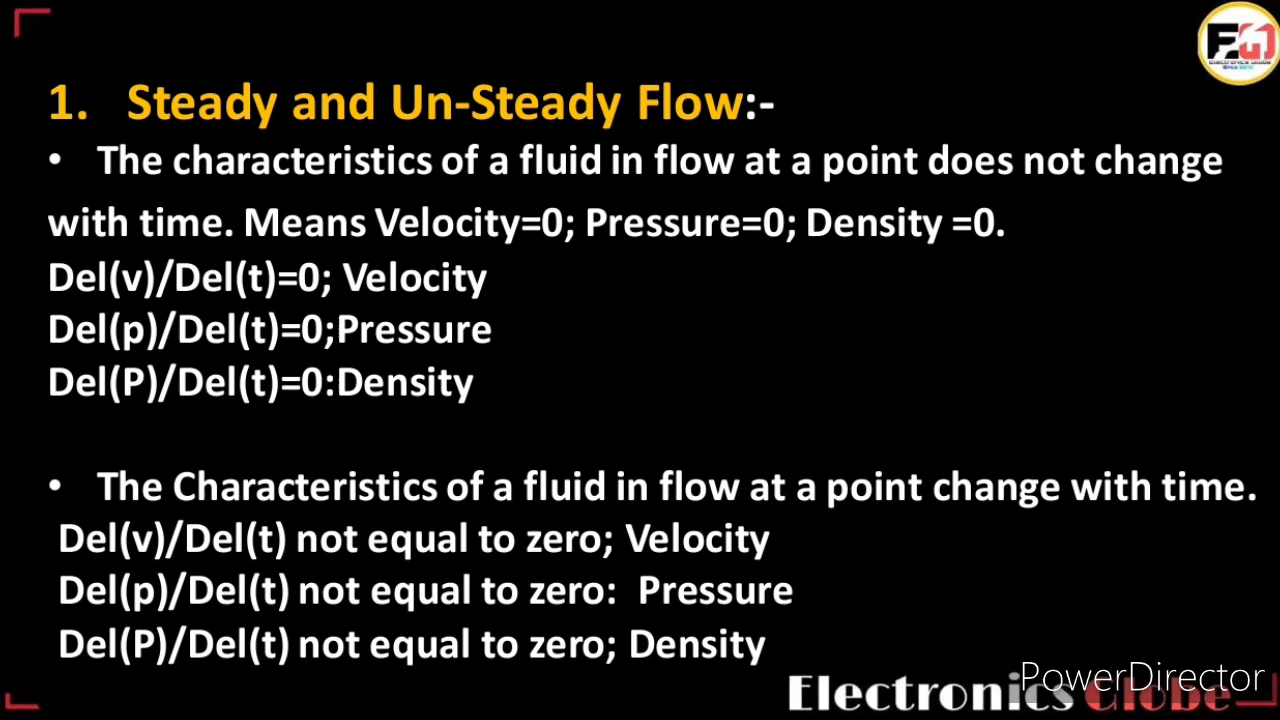 1. Steady and Un-Steady Flow:-
• The characteristics of a fluid in flow at a point does not change
with time. Means Velocity=0; Pressure=0; Density =0.
Del(v)/Del(t)=0; Velocity
Del(p)/Del(t)=0;Pressure
Del(P)/Del(t)=0:Density
• The Characteristics of a fluid in flow at a point change with time.
Del(v)/Del(t) not equal to zero; Velocity
Del(p)/Del(t) not equal to zero: Pressure
Del(P)/Del(t) not equal to zero; Density
PowerDirector
Electronics Globe